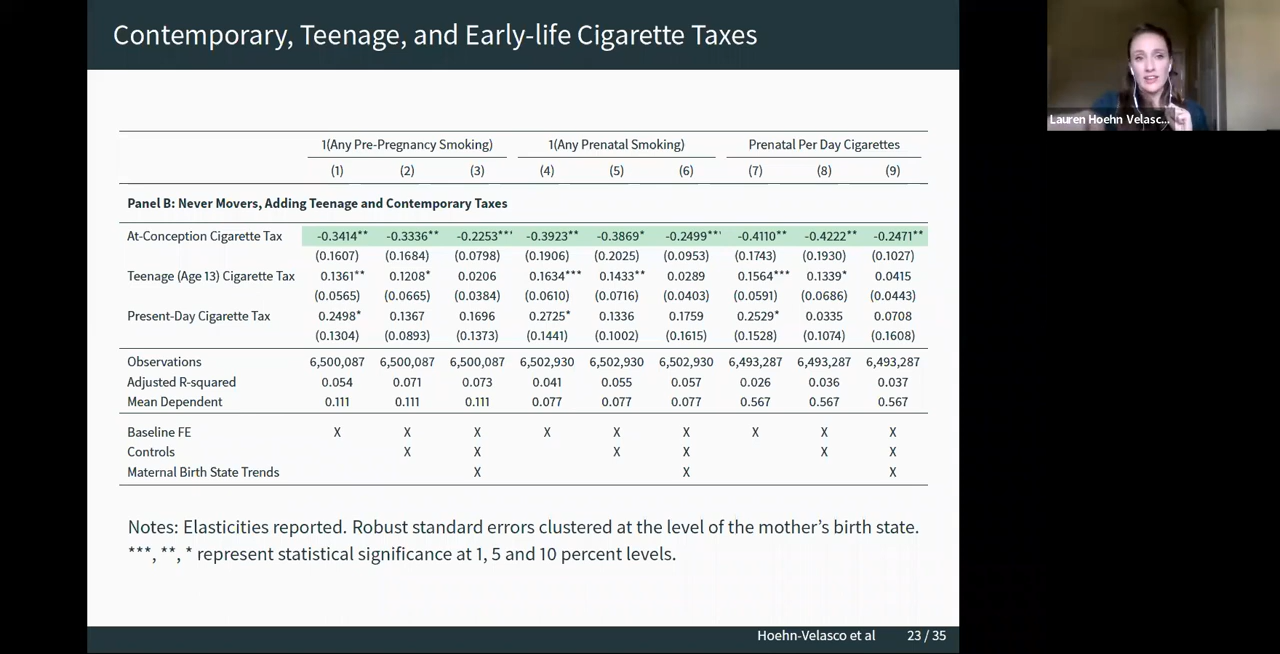 Contemporary, Teenage, and Early-life Cigarette Taxes
Lauren Hoehn Velasc...
1(Any Pre-Pregnancy Smoking) 1(Any Prenatal Smoking) Prenatal Per Day Cigarettes
(1) (2) (3) (4) (5) (6) (7) (8) (9)
Panel B: Never Movers, Adding Teenage and Contemporary Taxes
At-Conception Cigarette Tax -0.3414** -0.3336** -0.2253*** -0.3923** -0.3869* -0.2499*** -0.4110** -0.4222** -0.2471**
(0.1607) (0.1684) (0.0798) (0.1906) (0.2025) (0.0953) (0.1743) (0.1930) (0.1027)
Teenage (Age 13) Cigarette Tax 0.1361** 0.1208* 0.0206 0.1634*** 0.1433** 0.0289 0.1564*** 0.1339* 0.0415
(0.0565) (0.0665) (0.0384) (0.0610) (0.0716) (0.0403) (0.0591) (0.0686) (0.0443)
Present-Day Cigarette Tax 0.2498* 0.1367 0.1696 0.2725* 0.1336 0.1759 0.2529* 0.0335 0.0708
(0.1304) (0.0893) (0.1373) (0.1441) (0.1002) (0.1615) (0.1528) (0.1074) (0.1608)
Observations 6,500,087 6,500,087 6,500,087 6,502,930 6,502,930 6,502,930 6,493,287 6,493,287 6,493,287
Adjusted R-squared 0.054 0.071 0.073 0.041 0.055 0.057 0.026 0.036 0.037
Mean Dependent 0.111 0.111 0.111 0.077 0.077 0.077 0.567 0.567 0.567
Baseline FE X X X X X X X X X
Controls X X X X X X
Maternal Birth State Trends X X X
Notes: Elasticities reported. Robust standard errors clustered at the level of the mother's birth state.
***, **, * represent statistical significance at 1, 5 and 10 percent levels.
Hoehn-Velasco et al 23 / 35